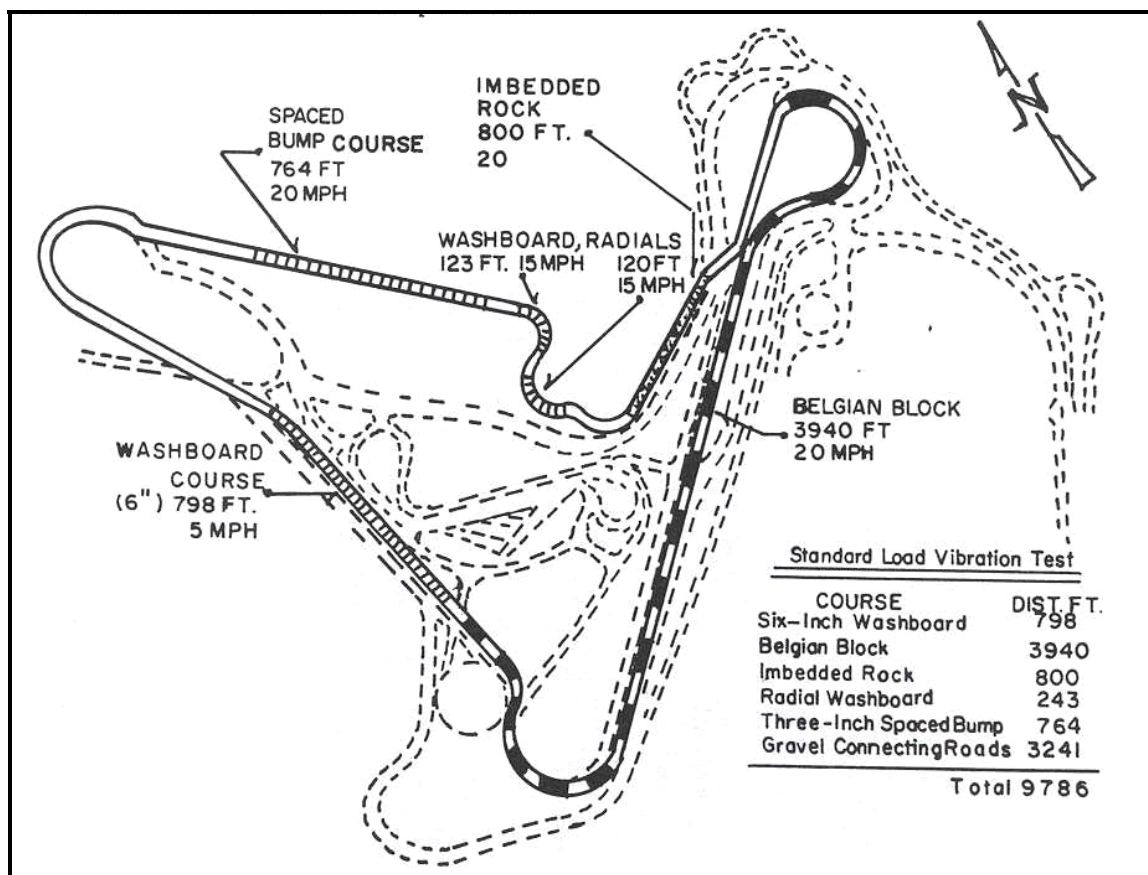 IMBEDDED
ROCK
800 FT.
20
SPACED
BUMP COURSE
764 FT
20 MPH
N
WASHBOARD, RADIALS
123 FT. 15 MPH
120 FT
15 MPH
BELGIAN BLOCK
3940 FT
20 MPH
WASHBOARD
COURSE
(6") 798 FT.
5 MPH
Standard Load Vibration Test
COURSE DIST. FT.
Six-Inch Washboard 798
Belgian Block 3940
Imbedded Rock 800
Radial Washboard 243
Three-Inch Spaced Bump 764
Gravel Connecting Roads 3241
Total 9786